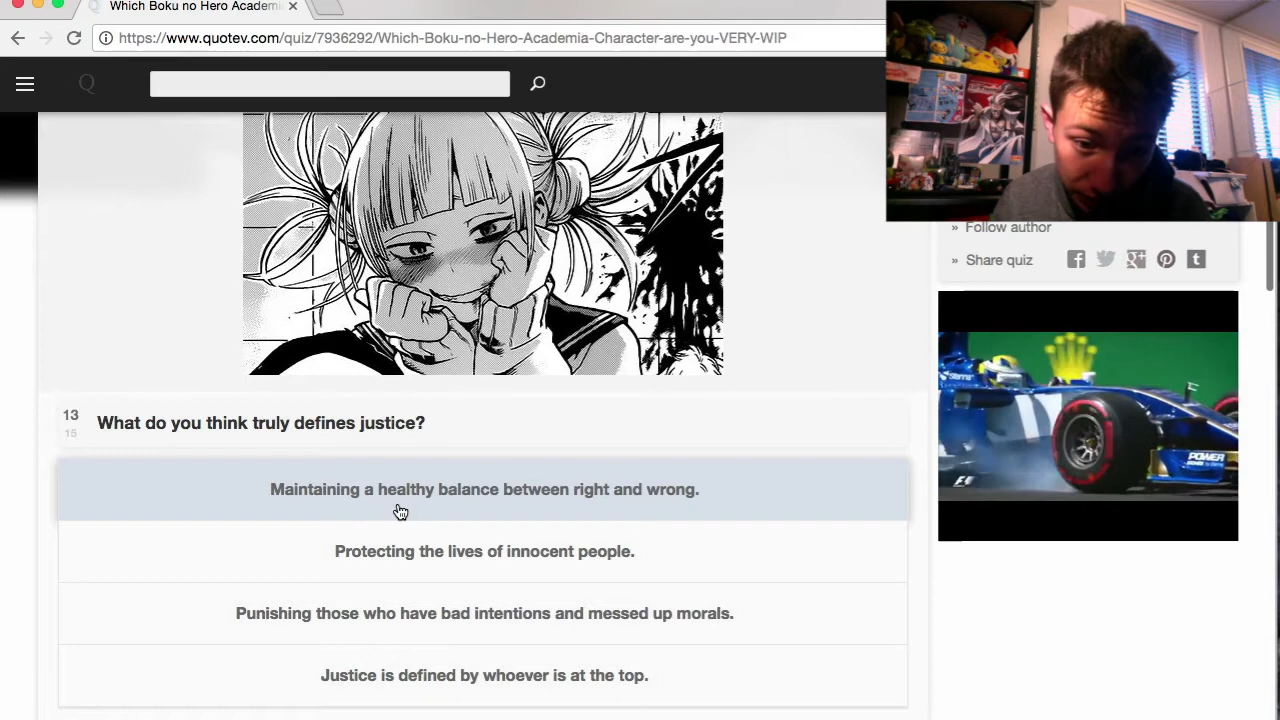 Which Boku no Hero Academi
https://www.quotev.com/quiz/7936292/Which-Boku-no-Hero-Academia-Character-are-you-VERY-WIP
Q
» Follow author
» Share quiz
13
15
What do you think truly defines justice?
Maintaining a healthy balance between right and wrong.
Protecting the lives of innocent people.
Punishing those who have bad intentions and messed up morals.
Justice is defined by whoever is at the top.
POWER